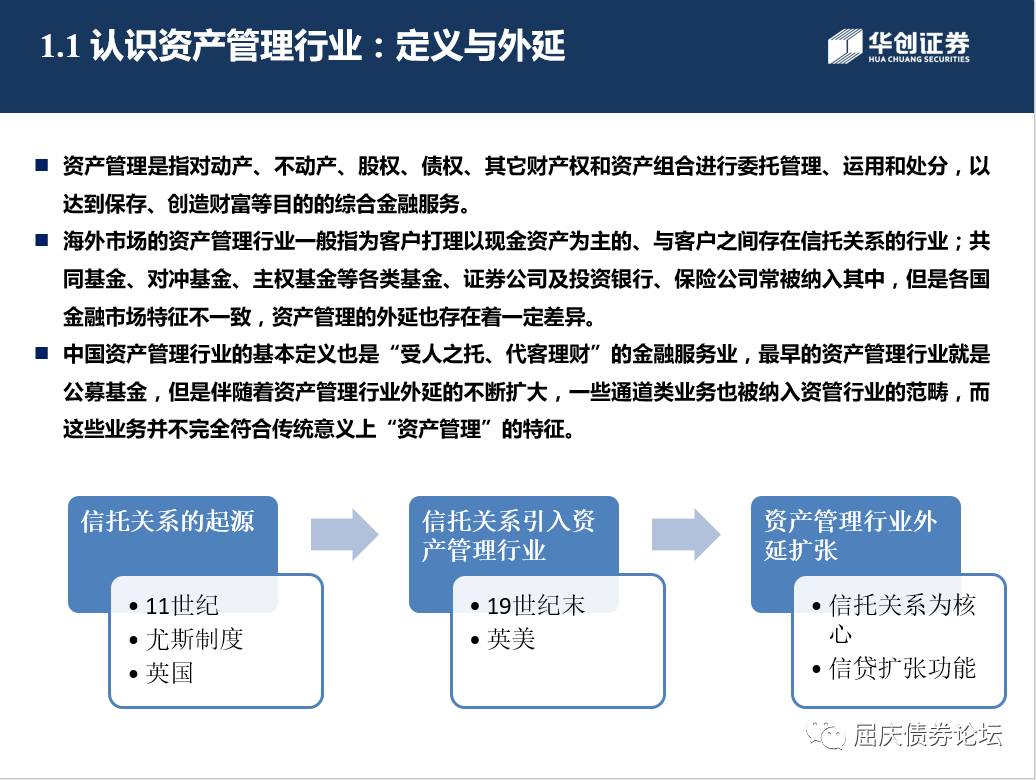 1.1 认识资产管理行业：定义与外延
华创证券
HUA CHUANG SECURITIES
■ 资产管理是指对动产、不动产、股权、债权、其它财产权和资产组合进行委托管理、运用和处分，以
达到保存、创造财富等目的的综合金融服务。
■ 海外市场的资产管理行业一般指为客户打理以现金资产为主的、与客户之间存在信托关系的行业；共
同基金、对冲基金、主权基金等各类基金、证券公司及投资银行、保险公司常被纳入其中，但是各国
金融市场特征不一致，资产管理的外延也存在着一定差异。
■ 中国资产管理行业的基本定义也是“受人之托、代客理财”的金融服务业，最早的资产管理行业就是
公募基金，但是伴随着资产管理行业外延的不断扩大，一些通道类业务也被纳入资管行业的范畴，而
这些业务并不完全符合传统意义上“资产管理”的特征。
信托关系的起源
• 11世纪
• 尤斯制度
• 英国
信托关系引入资
产管理行业
• 19世纪末
• 英美
资产管理行业外
延扩张
• 信托关系为核
心
• 信贷扩张功能
屈庆债券论坛